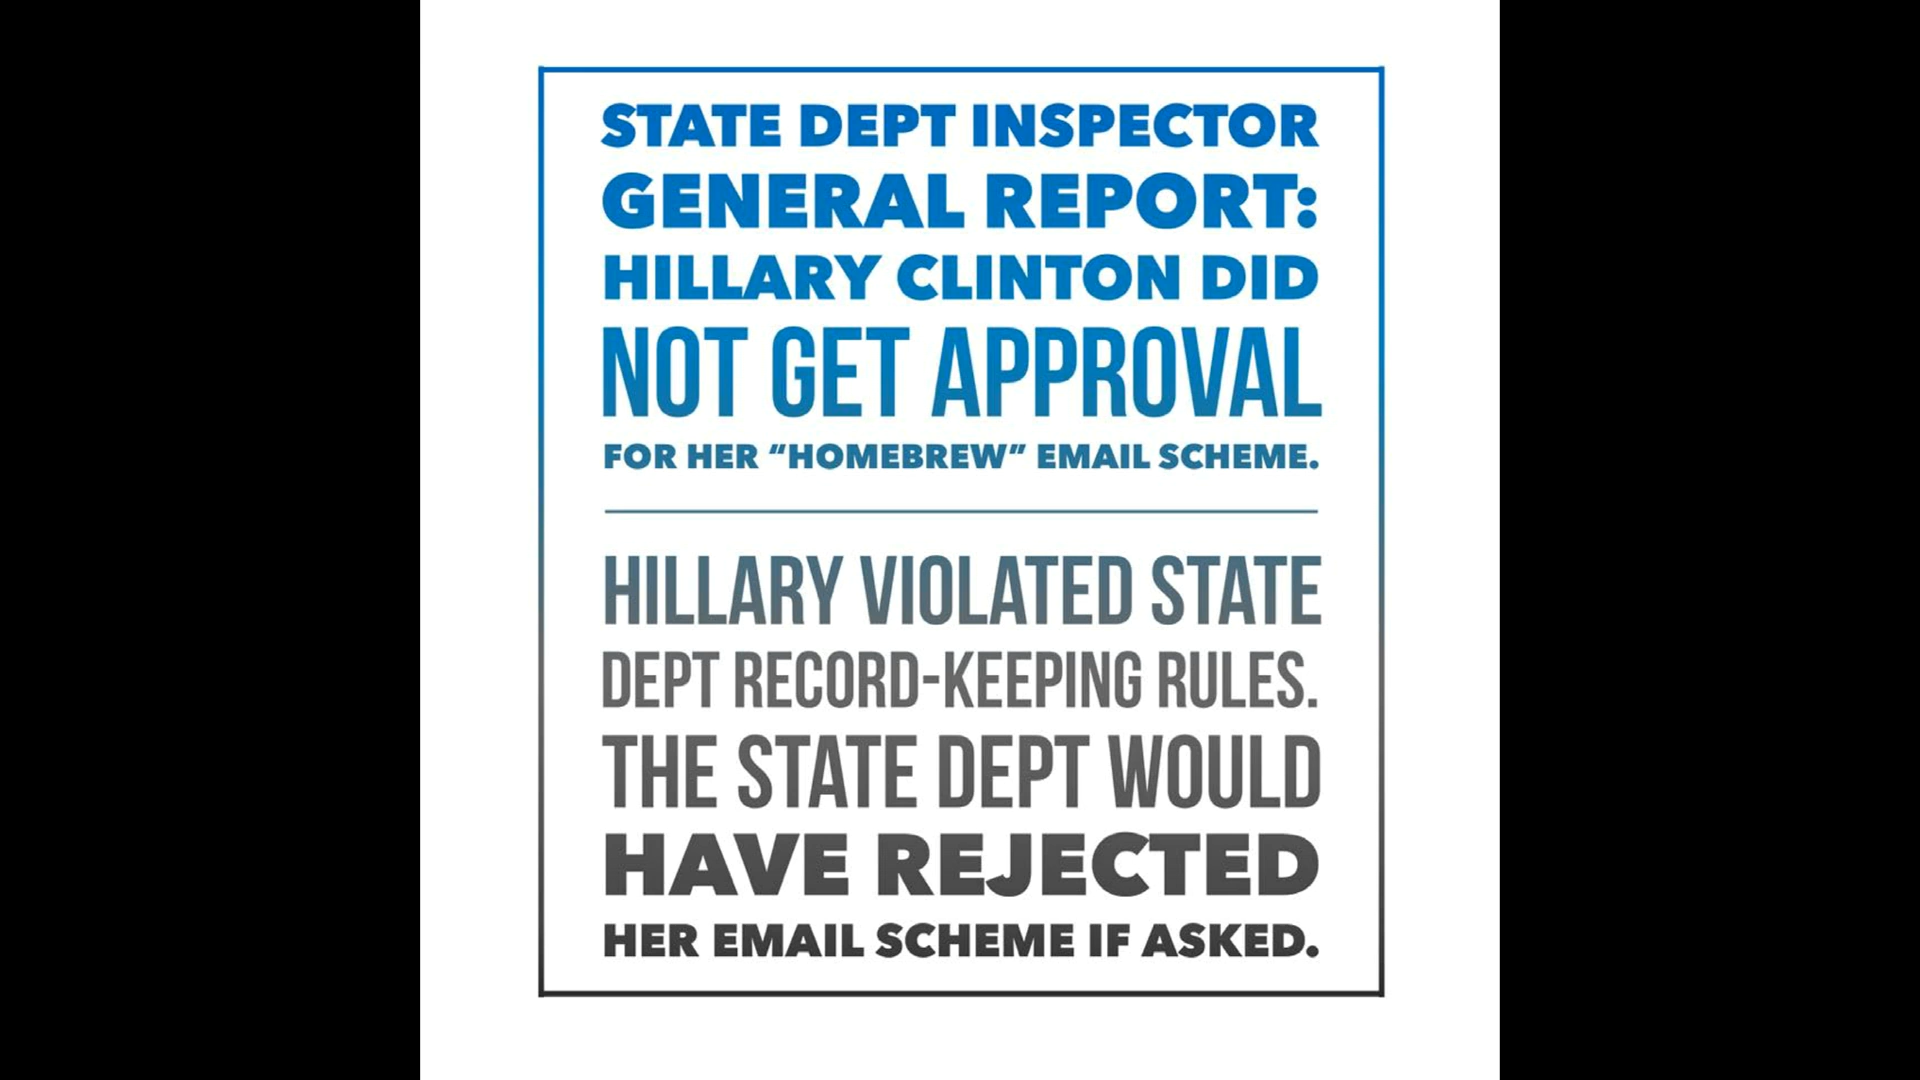 STATE DEPT INSPECTOR
GENERAL REPORT:
HILLARY CLINTON DID
NOT GET APPROVAL
FOR HER “HOMEBREW” EMAIL SCHEME.
HILLARY VIOLATED STATE
DEPT RECORD-KEEPING RULES.
THE STATE DEPT WOULD
HAVE REJECTED
HER EMAIL SCHEME IF ASKED.